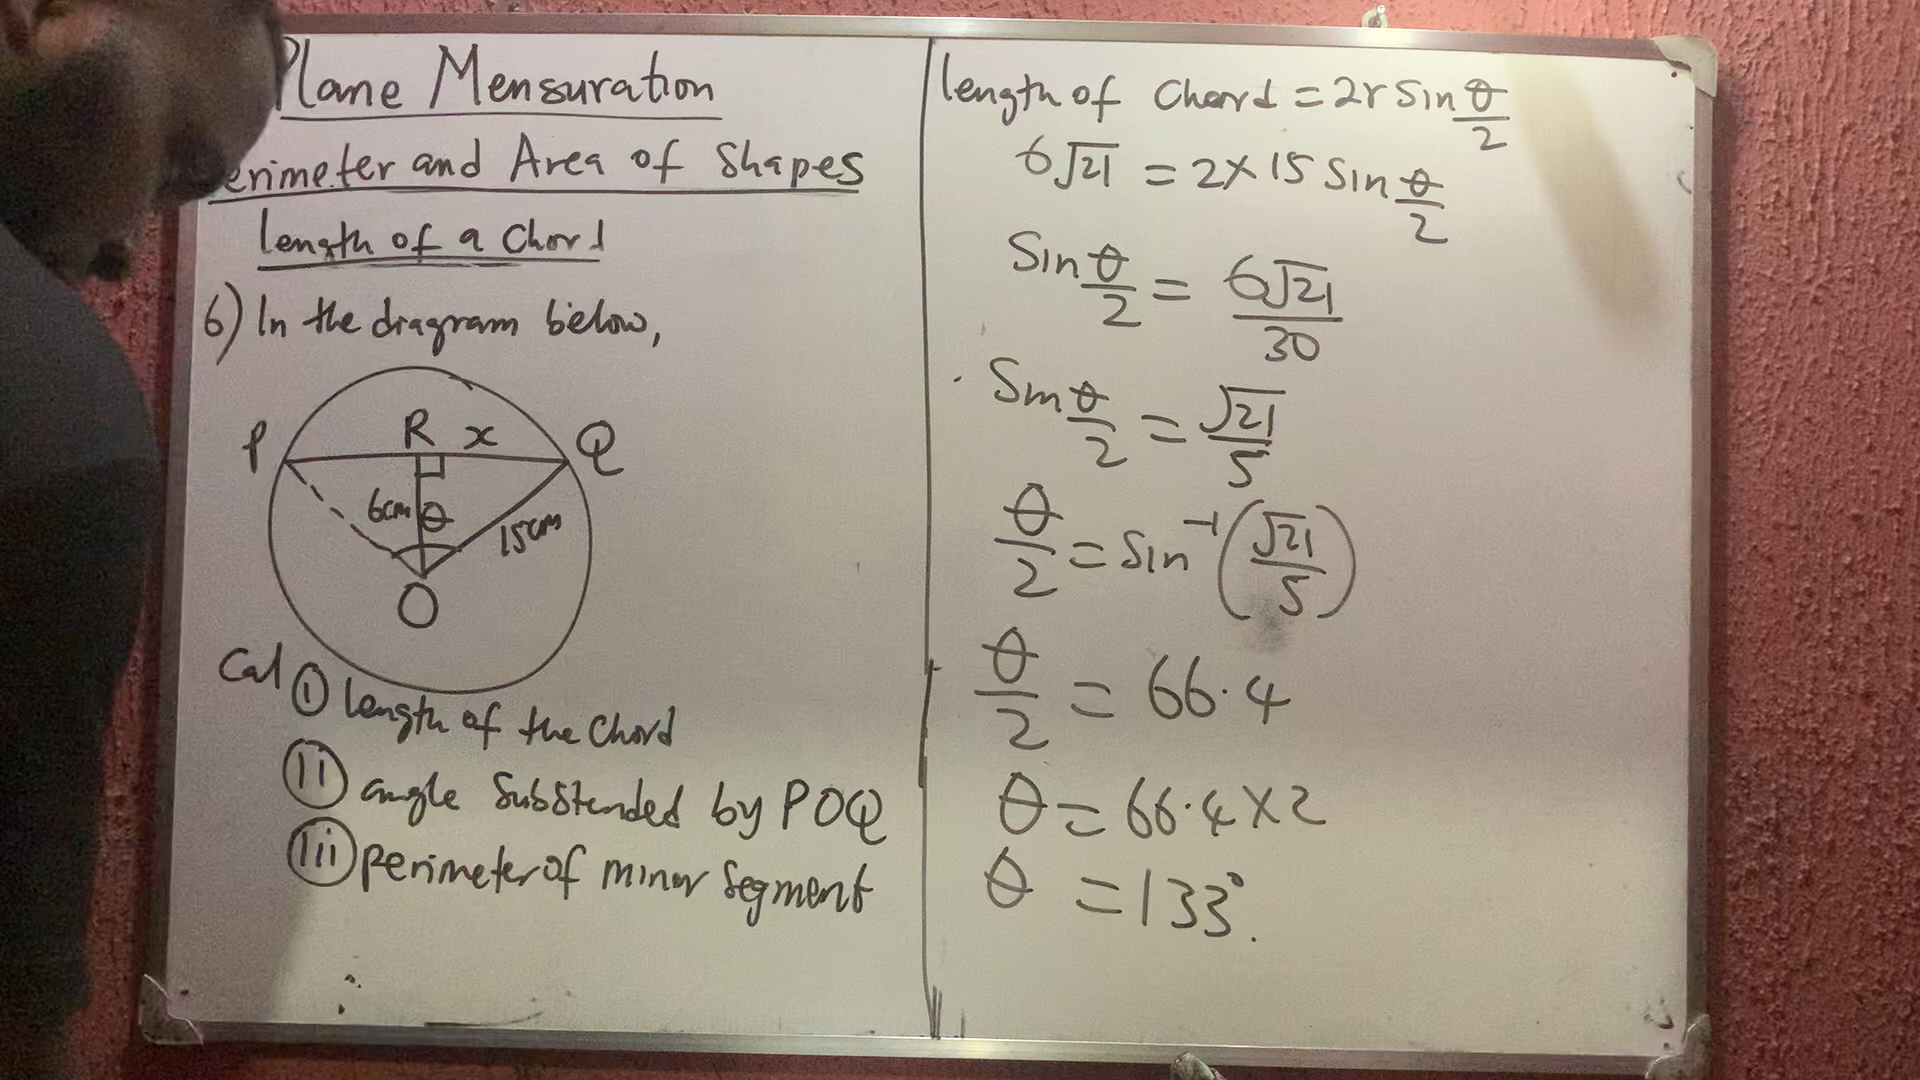 Plane Mensuration
erimeter and Area of Shapes
length of a Chord
6) In the diagram below,
P R x Q
6cm θ 15cm
O
Cal (i) length of the Chord
(ii) angle Substended by POQ
(iii) perimeter of minor Segment
length of Chord = 2r Sin θ/2
6√21 = 2 × 15 Sin θ/2
Sin θ/2 = 6√21/30
Sin θ/2 = √21/5
θ/2 = Sin⁻¹(√21/5)
θ/2 = 66.4
θ = 66.4 × 2
θ = 133°.